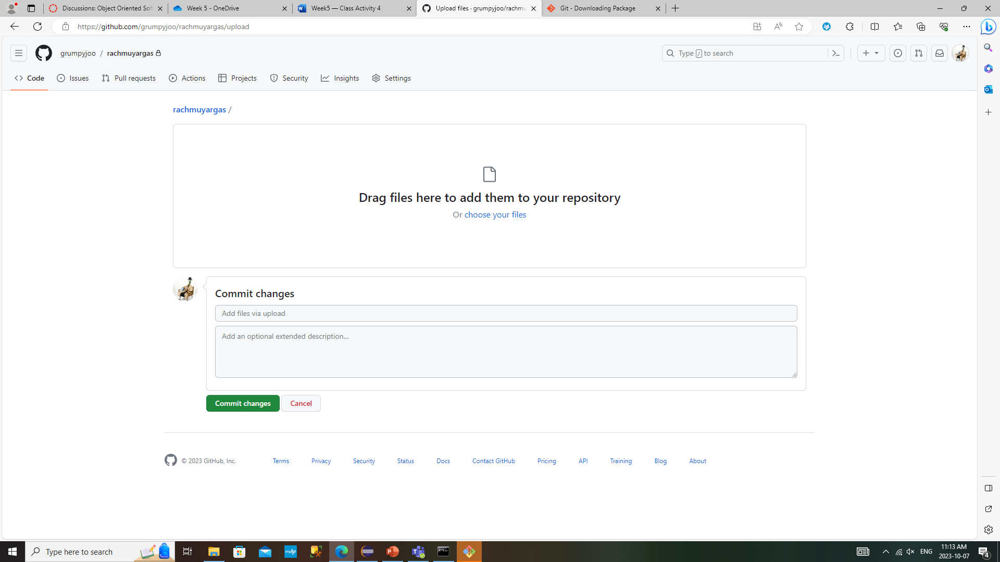 Discussions: Object Oriented Sof
Week 5 - OneDrive
Week5 — Class Activity 4
Upload files · grumpyjoo/rachmu
Git - Downloading Package
https://github.com/grumpyjoo/rachmuyargas/upload
grumpyjoo / rachmuyargas
Type / to search
Code
Issues
Pull requests
Actions
Projects
Security
Insights
Settings
rachmuyargas /
Drag files here to add them to your repository
Or choose your files
Commit changes
Add files via upload
Add an optional extended description...
Commit changes
Cancel
© 2023 GitHub, Inc.
Terms
Privacy
Security
Status
Docs
Contact GitHub
Pricing
API
Training
Blog
About
Type here to search
ENG
11:13 AM
2023-10-07
4